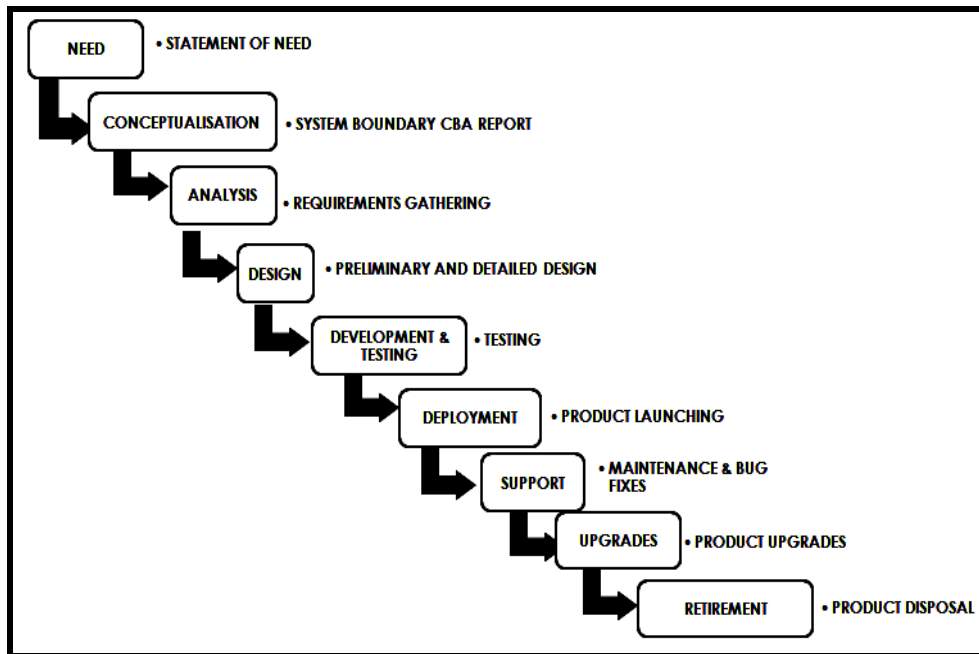 NEED
• STATEMENT OF NEED
CONCEPTUALISATION
• SYSTEM BOUNDARY CBA REPORT
ANALYSIS
• REQUIREMENTS GATHERING
DESIGN
• PRELIMINARY AND DETAILED DESIGN
DEVELOPMENT &
TESTING
• TESTING
DEPLOYMENT
• PRODUCT LAUNCHING
SUPPORT
• MAINTENANCE & BUG
FIXES
UPGRADES
• PRODUCT UPGRADES
RETIREMENT
• PRODUCT DISPOSAL